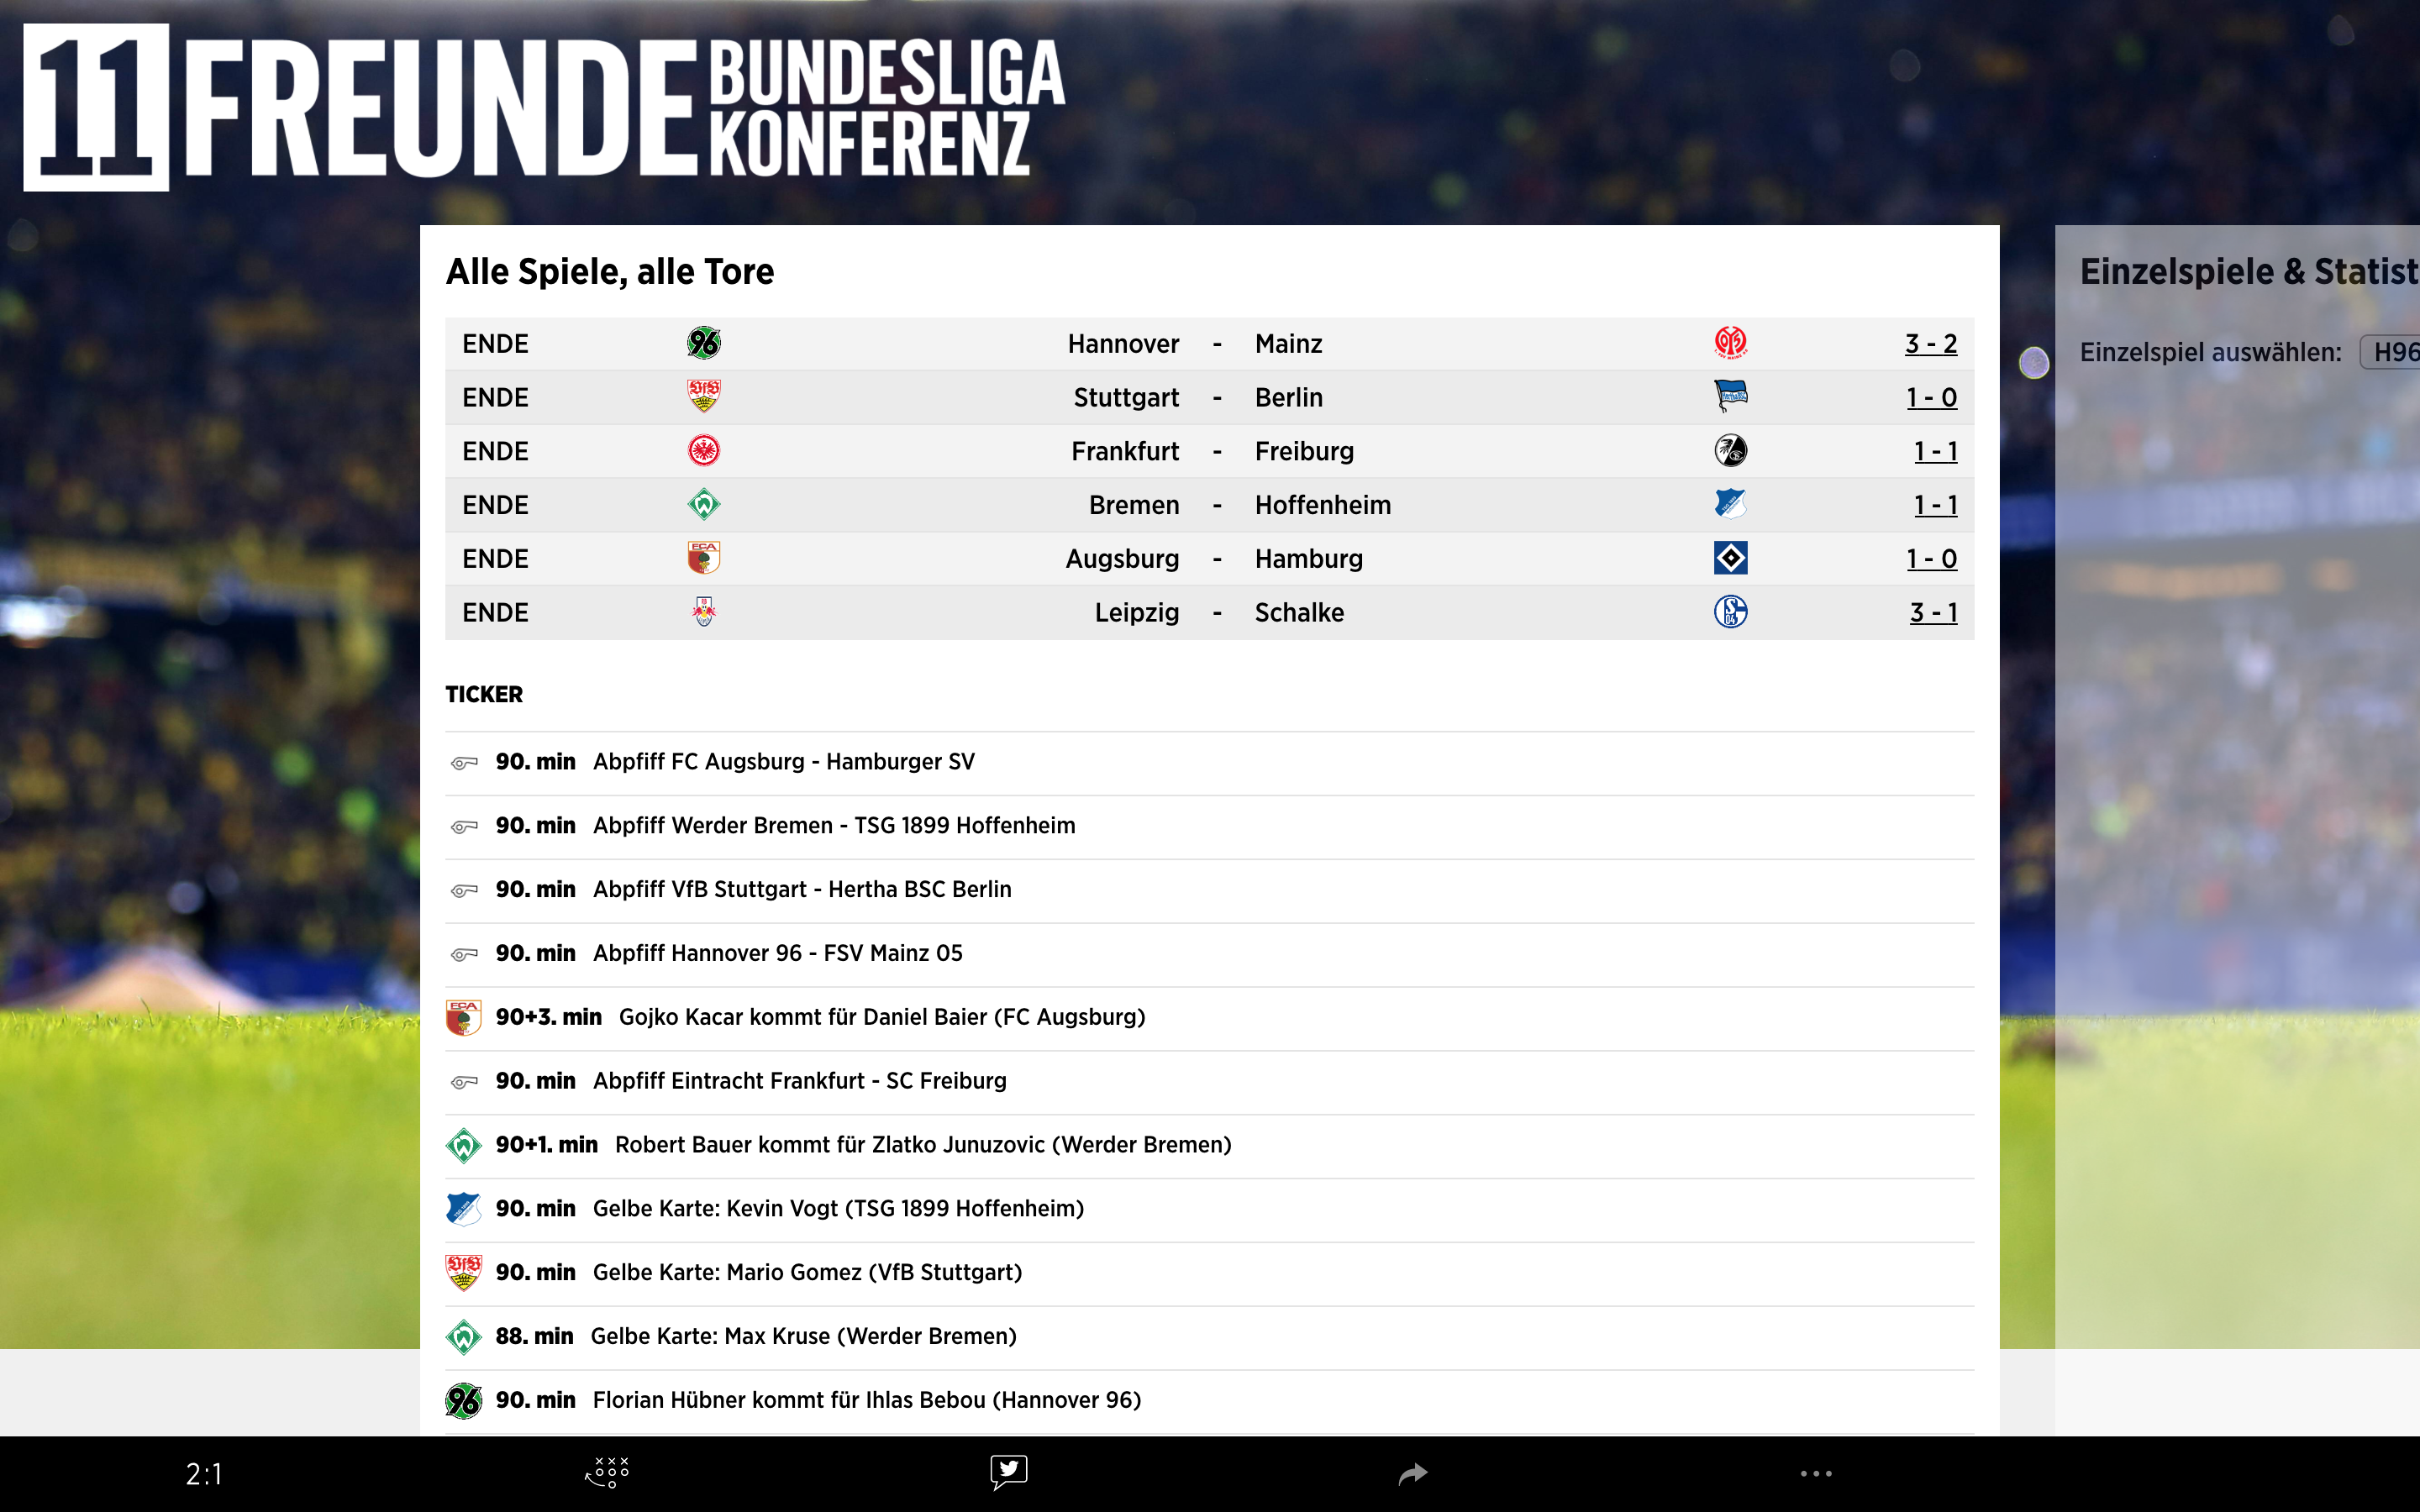 11FREUNDE BUNDESLIGA KONFERENZ
Alle Spiele, alle Tore
ENDE Hannover - Mainz 3 - 2
ENDE Stuttgart - Berlin 1 - 0
ENDE Frankfurt - Freiburg 1 - 1
ENDE Bremen - Hoffenheim 1 - 1
ENDE Augsburg - Hamburg 1 - 0
ENDE Leipzig - Schalke 3 - 1
TICKER
90. min Abpfiff FC Augsburg - Hamburger SV
90. min Abpfiff Werder Bremen - TSG 1899 Hoffenheim
90. min Abpfiff VfB Stuttgart - Hertha BSC Berlin
90. min Abpfiff Hannover 96 - FSV Mainz 05
90+3. min Gojko Kacar kommt für Daniel Baier (FC Augsburg)
90. min Abpfiff Eintracht Frankfurt - SC Freiburg
90+1. min Robert Bauer kommt für Zlatko Junuzovic (Werder Bremen)
90. min Gelbe Karte: Kevin Vogt (TSG 1899 Hoffenheim)
90. min Gelbe Karte: Mario Gomez (VfB Stuttgart)
88. min Gelbe Karte: Max Kruse (Werder Bremen)
90. min Florian Hübner kommt für Ihlas Bebou (Hannover 96)
Einzelspiele & Statist
Einzelspiel auswählen: H96
2:1